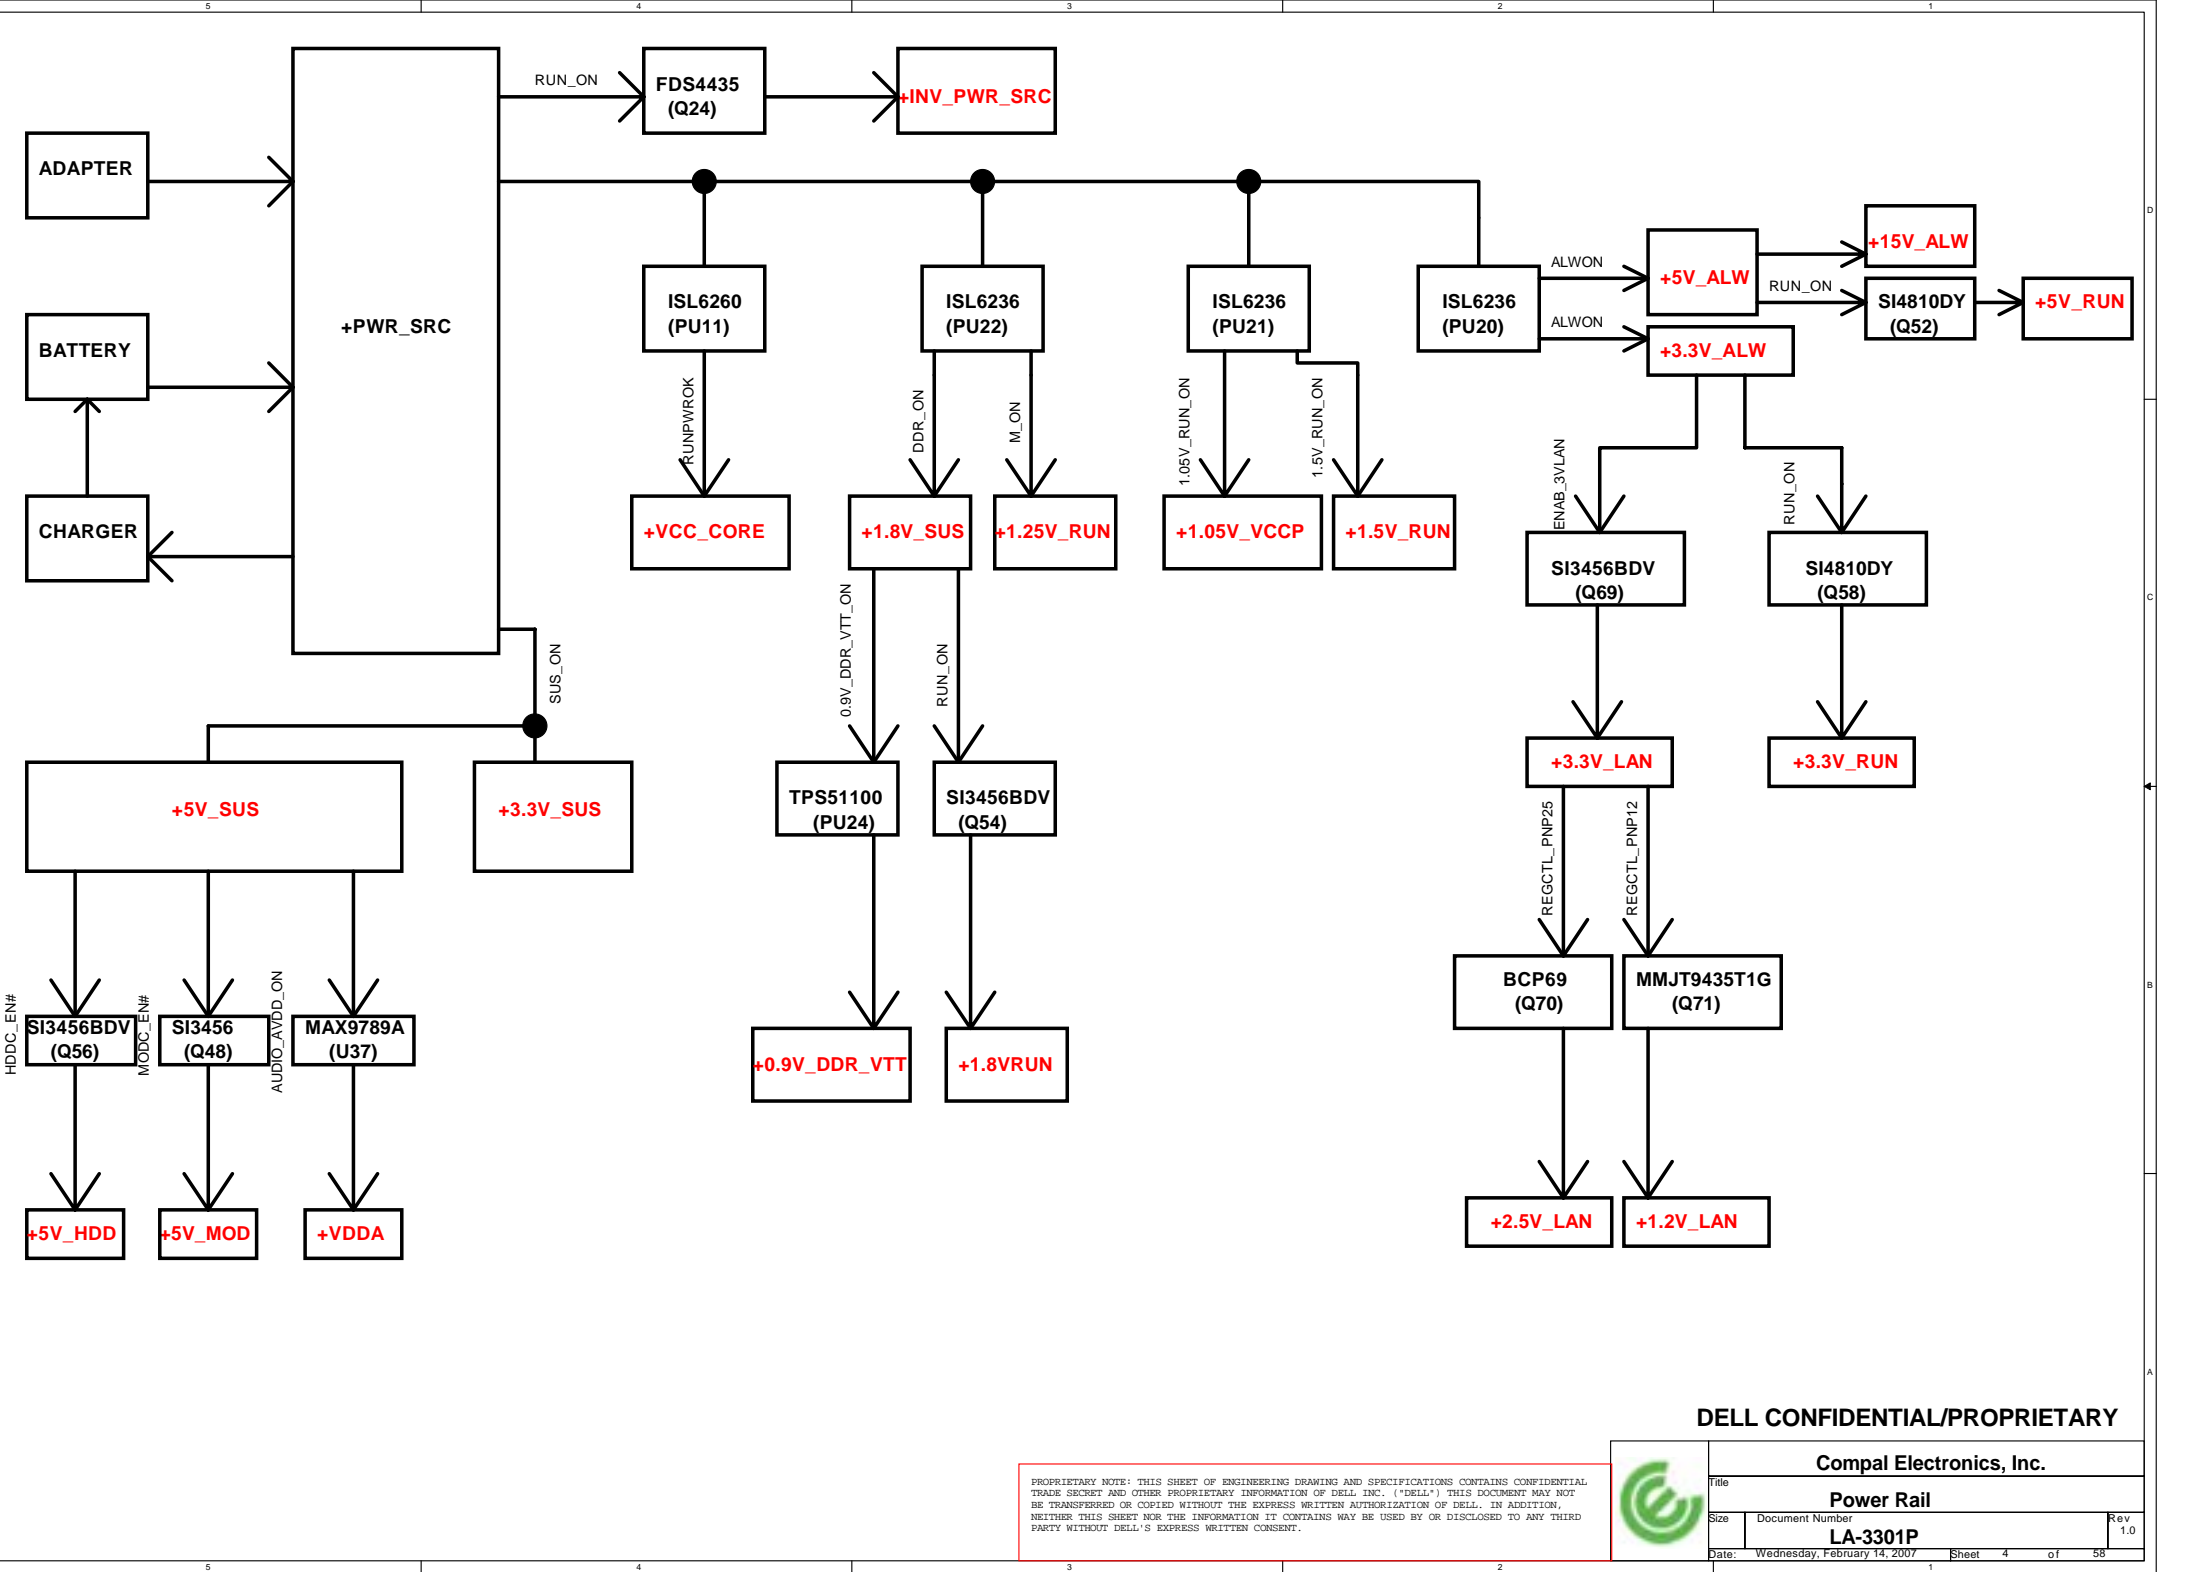 5
4
3
2
1
RUN_ON
FDS4435
(Q24)
+INV_PWR_SRC
ADAPTER
BATTERY
CHARGER
+PWR_SRC
ISL6260
(PU11)
ISL6236
(PU22)
ISL6236
(PU21)
ISL6236
(PU20)
ALWON
ALWON
+5V_ALW
+3.3V_ALW
+15V_ALW
RUN_ON
SI4810DY
(Q52)
+5V_RUN
D
RUNPWROK
DDR_ON
M_ON
1.05V_RUN_ON
1.5V_RUN_ON
ENAB_3VLAN
RUN_ON
+VCC_CORE
+1.8V_SUS
+1.25V_RUN
+1.05V_VCCP
+1.5V_RUN
SI3456BDV
(Q69)
SI4810DY
(Q58)
C
SUS_ON
0.9V_DDR_VTT_ON
RUN_ON
+5V_SUS
+3.3V_SUS
TPS51100
(PU24)
SI3456BDV
(Q54)
+3.3V_LAN
+3.3V_RUN
REGCTL_PNP25
REGCTL_PNP12
HDDC_EN#
SI3456BDV
(Q56)
MODC_EN#
SI3456
(Q48)
AUDIO_AVDD_ON
MAX9789A
(U37)
+0.9V_DDR_VTT
+1.8VRUN
BCP69
(Q70)
MMJT9435T1G
(Q71)
B
+5V_HDD
+5V_MOD
+VDDA
+2.5V_LAN
+1.2V_LAN
A
DELL CONFIDENTIAL/PROPRIETARY
PROPRIETARY NOTE: THIS SHEET OF ENGINEERING DRAWING AND SPECIFICATIONS CONTAINS CONFIDENTIAL
TRADE SECRET AND OTHER PROPRIETARY INFORMATION OF DELL INC. ("DELL") THIS DOCUMENT MAY NOT
BE TRANSFERRED OR COPIED WITHOUT THE EXPRESS WRITTEN AUTHORIZATION OF DELL. IN ADDITION,
NEITHER THIS SHEET NOR THE INFORMATION IT CONTAINS WAY BE USED BY OR DISCLOSED TO ANY THIRD
PARTY WITHOUT DELL'S EXPRESS WRITTEN CONSENT.
Compal Electronics, Inc.
Title
Power Rail
Size
Document Number
Rev
LA-3301P
1.0
Date:
Wednesday, February 14, 2007
Sheet
4
of
58
5
4
3
2
1